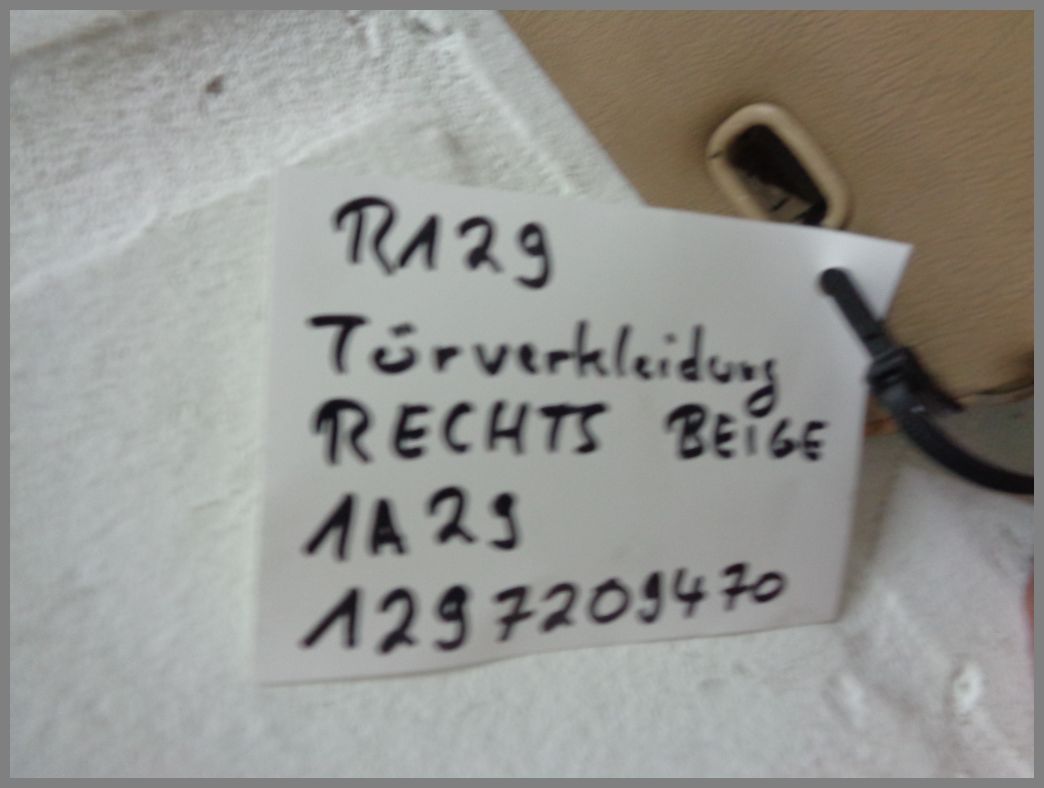 R129
Türverkleidung
RECHTS BEIGE
1A29
1297209470